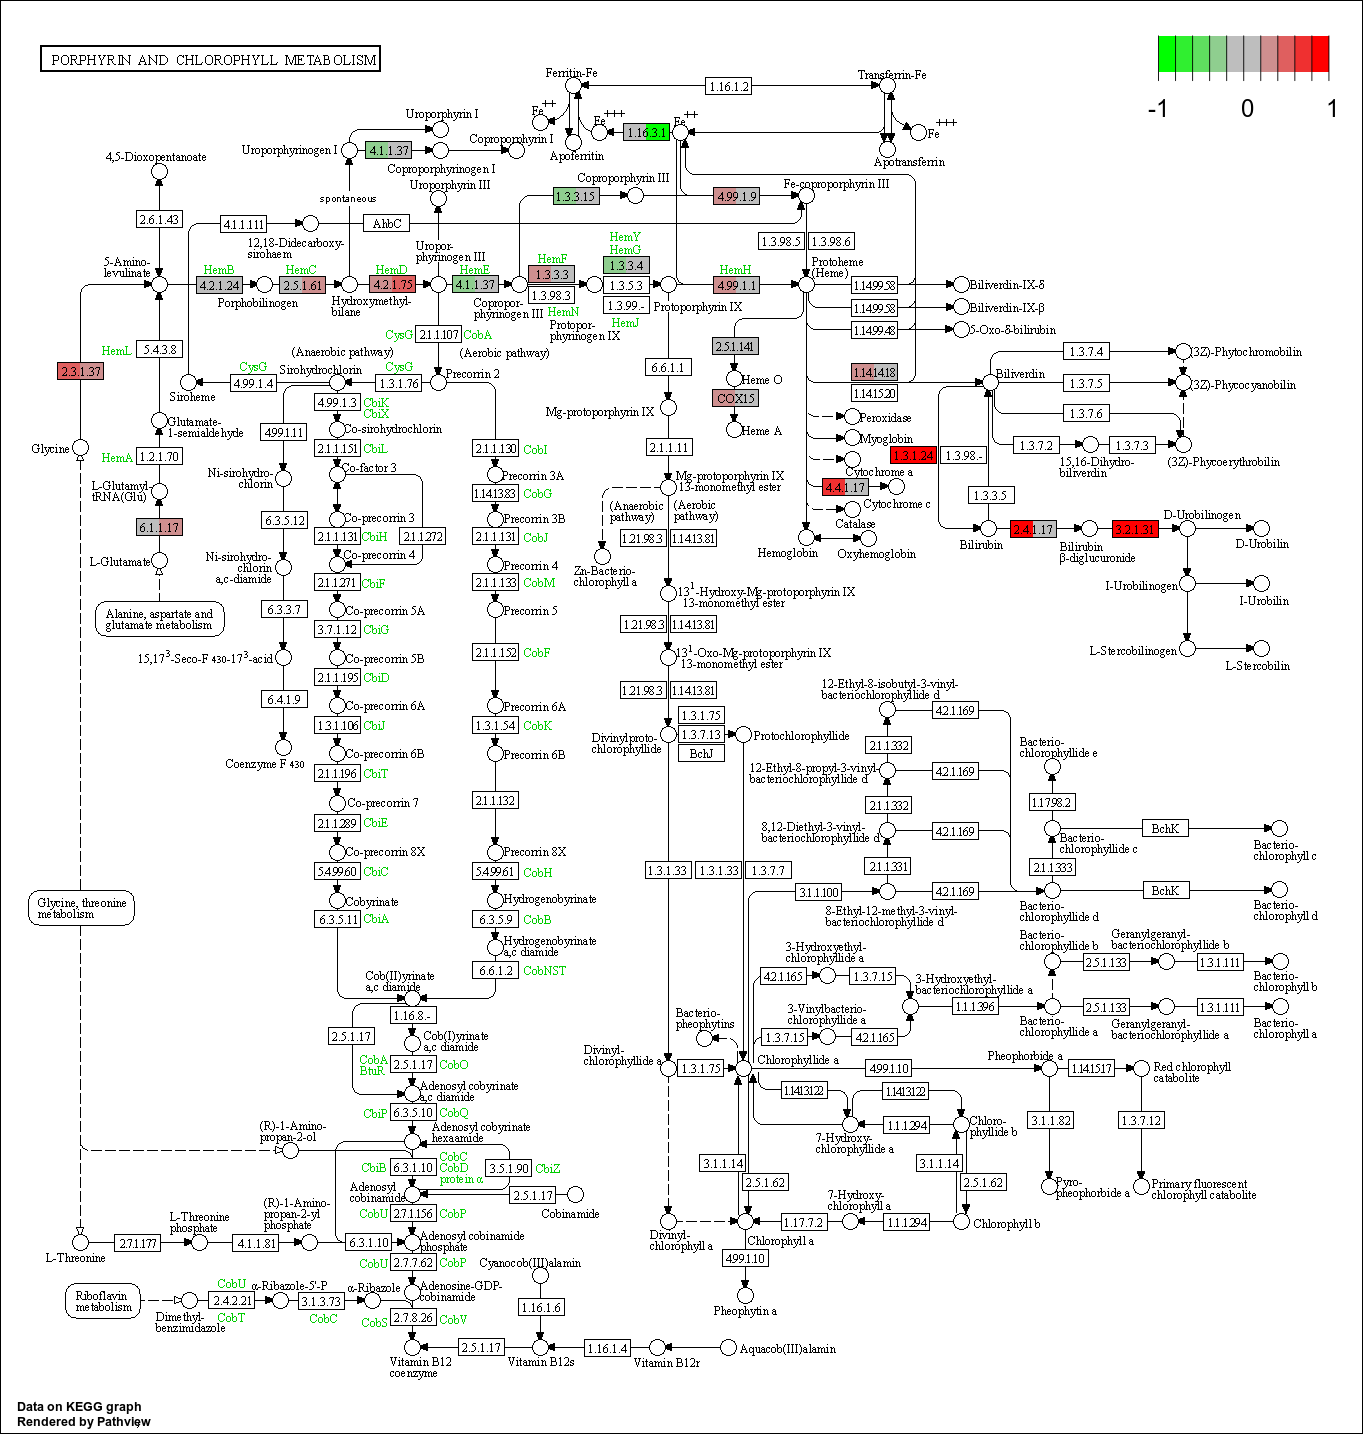 PORPHYRIN AND CHLOROPHYLL METABOLISM
-1
0
1
Ferritin-Fe
1.16.1.2
Transferrin-Fe
Fe
++
Fe
+++
1.16.3.1
Fe
++
Fe
+++
Apoferritin
Apotransferrin
Uroporphyrin I
Uroporphyrinogen I
4.1.1.37
Coproporphyrin I
Coproporphyrinogen I
4,5-Dioxopentanoate
2.6.1.43
spontaneous
Uroporphyrin III
Coproporphyrin III
1.3.3.15
4.99.1.9
Fe-coproporphyrin III
4.1.1.111
AhbC
12,18-Didecarboxy-
sirohaem
1.3.98.5
1.3.98.6
5-Amino-
levulinate
HemB
4.2.1.24
Porphobilinogen
HemC
2.5.1.61
Hydroxymethyl-
bilane
HemD
4.2.1.75
Uropor-
phyrinogen III
HemE
4.1.1.37
Copropor-
phyrinogen III
HemF
1.3.3.3
1.3.98.3
HemN
Protopor-
phyrinogen IX
HemY
HemG
1.3.3.4
1.3.5.3
1.3.99.-
HemJ
Protoporphyrin IX
HemH
4.99.1.1
Protoheme
(Heme)
1.14.99.58
Biliverdin-IX-δ
1.14.99.58
Biliverdin-IX-β
1.14.99.48
5-Oxo-δ-bilirubin
CysG
2.1.1.107
CobA
(Anaerobic pathway)
(Aerobic pathway)
2.3.1.37
HemL
5.4.3.8
CysG
4.99.1.4
Siroheme
Sirohydrochlorin
CysG
1.3.1.76
Precorrin 2
2.5.1.141
Heme O
COX15
Heme A
6.6.1.1
Mg-protoporphyrin IX
2.1.1.11
1.14.14.18
1.14.15.20
Biliverdin
1.3.7.4
(3Z)-Phytochromobilin
1.3.7.5
(3Z)-Phycocyanobilin
1.3.7.6
1.3.7.2
1.3.7.3
15,16-Dihydro-
biliverdin
(3Z)-Phycoerythrobilin
Peroxidase
Myoglobin
Cytochrome a
1.3.1.24
1.3.98.-
4.4.1.17
Cytochrome c
Catalase
Hemoglobin
Oxyhemoglobin
1.3.3.5
Bilirubin
2.4.1.17
Bilirubin
β-diglucuronide
3.2.1.31
D-Urobilinogen
D-Urobilin
I-Urobilinogen
I-Urobilin
L-Stercobilinogen
L-Stercobilin
Glycine
Glutamate-
1-semialdehyde
HemA
1.2.1.70
L-Glutamyl-
tRNA(Glu)
6.1.1.17
L-Glutamate
Alanine, aspartate and
glutamate metabolism
4.99.1.3
CbiK
CbiX
Co-sirohydrochlorin
4.99.1.11
2.1.1.151
CbiL
Ni-sirohydro-
chlorin
Co-factor 3
6.3.5.12
Co-precorrin 3
2.1.1.131
CbiH
2.1.1.272
Ni-sirohydro-
chlorin
a,c-diamide
Co-precorrin 4
2.1.1.271
CbiF
6.3.3.7
Co-precorrin 5A
3.7.1.12
CbiG
15,17³-Seco-F 430-17³-acid
Co-precorrin 5B
2.1.1.195
CbiD
6.4.1.9
Co-precorrin 6A
1.3.1.106
CbiJ
Coenzyme F 430
Co-precorrin 6B
2.1.1.196
CbiT
Co-precorrin 7
2.1.1.289
CbiE
Co-precorrin 8X
5.4.99.60
CbiC
Cobyrinate
6.3.5.11
CbiA
2.1.1.130
CobI
Precorrin 3A
1.14.13.83
CobG
Precorrin 3B
2.1.1.131
CobJ
Precorrin 4
2.1.1.133
CobM
Precorrin 5
2.1.1.152
CobF
Precorrin 6A
1.3.1.54
CobK
Precorrin 6B
2.1.1.132
Precorrin 8X
5.4.99.61
CobH
Hydrogenobyrinate
6.3.5.9
CobB
Hydrogenobyrinate
a,c diamide
6.6.1.2
CobNST
Mg-protoporphyrin IX
13-monomethyl ester
(Anaerobic
pathway)
(Aerobic
pathway)
1.21.98.3
1.14.13.81
Zn-Bacterio-
chlorophyll a
13¹-Hydroxy-Mg-protoporphyrin IX
13-monomethyl ester
1.21.98.3
1.14.13.81
13¹-Oxo-Mg-protoporphyrin IX
13-monomethyl ester
1.21.98.3
1.14.13.81
1.3.1.75
1.3.7.13
BchJ
Divinylproto-
chlorophyllide
Protochlorophyllide
12-Ethyl-8-isobutyl-3-vinyl-
bacteriochlorophyllide d
4.2.1.169
2.1.1.332
12-Ethyl-8-propyl-3-vinyl-
bacteriochlorophyllide d
4.2.1.169
2.1.1.332
8,12-Diethyl-3-vinyl-
bacteriochlorophyllide d
4.2.1.169
2.1.1.331
3.1.1.100
4.2.1.169
8-Ethyl-12-methyl-3-vinyl-
bacteriochlorophyllide d
Bacterio-
chlorophyllide e
1.17.98.2
Bacterio-
chlorophyllide c
BchK
Bacterio-
chlorophyll c
2.1.1.333
BchK
Bacterio-
chlorophyllide d
Bacterio-
chlorophyll d
1.3.1.33
1.3.1.33
1.3.7.7
Glycine, threonine
metabolism
3-Hydroxyethyl-
chlorophyllide a
4.2.1.165
1.3.7.15
3-Hydroxyethyl-
bacteriochlorophyllide a
3-Vinylbacterio-
chlorophyllide a
1.3.7.15
4.2.1.165
1.1.1.396
Bacterio-
chlorophyllide b
2.5.1.133
Geranylgeranyl-
bacteriochlorophyllide b
1.3.1.111
Bacterio-
chlorophyll b
Bacterio-
chlorophyllide a
2.5.1.133
Geranylgeranyl-
bacteriochlorophyllide a
1.3.1.111
Bacterio-
chlorophyll a
Cob(II)yrinate
a,c diamide
1.16.8.-
2.5.1.17
Cob(I)yrinate
a,c diamide
CobA
BtuR
2.5.1.17
CobO
Adenosyl cobyrinate
a,c diamide
CbiP
6.3.5.10
CobQ
Adenosyl cobyrinate
hexaamide
CbiB
6.3.1.10
CobC
CobD
protein α
3.5.1.90
CbiZ
Adenosyl
cobinamide
2.5.1.17
Cobinamide
CobU
2.7.1.156
CobP
(R)-1-Amino-
propan-2-ol
(R)-1-Amino-
propan-2-yl
phosphate
L-Threonine
phosphate
L-Threonine
2.7.1.177
4.1.1.81
6.3.1.10
Adenosyl cobinamide
phosphate
CobU
2.7.7.62
CobP
Adenosine-GDP-
cobinamide
Riboflavin
metabolism
Dimethyl-
benzimidazole
CobU
2.4.2.21
CobT
α-Ribazole-5'-P
3.1.3.73
CobC
α-Ribazole
CobS
2.7.8.26
CobV
Vitamin B12
coenzyme
2.5.1.17
Cyanocob(III)alamin
1.16.1.6
Vitamin B12s
1.16.1.4
Vitamin B12r
Aquacob(III)alamin
Bacterio-
pheophytins
Divinyl-
chlorophyllide a
1.3.1.75
Chlorophyllide a
4.99.1.10
Pheophorbide a
1.14.15.17
Red chlorophyll
catabolite
1.14.13.122
1.14.13.122
7-Hydroxy-
chlorophyllide a
1.1.1.294
Chloro-
phyllide b
3.1.1.82
1.3.7.12
3.1.1.14
2.5.1.62
3.1.1.14
2.5.1.62
Pyro-
pheophorbide a
Primary fluorescent
chlorophyll catabolite
Divinyl-
chlorophyll a
Chlorophyll a
1.17.7.2
7-Hydroxy-
chlorophyll a
1.1.1.294
Chlorophyll b
4.99.1.10
Pheophytin a
Data on KEGG graph
Rendered by Pathview